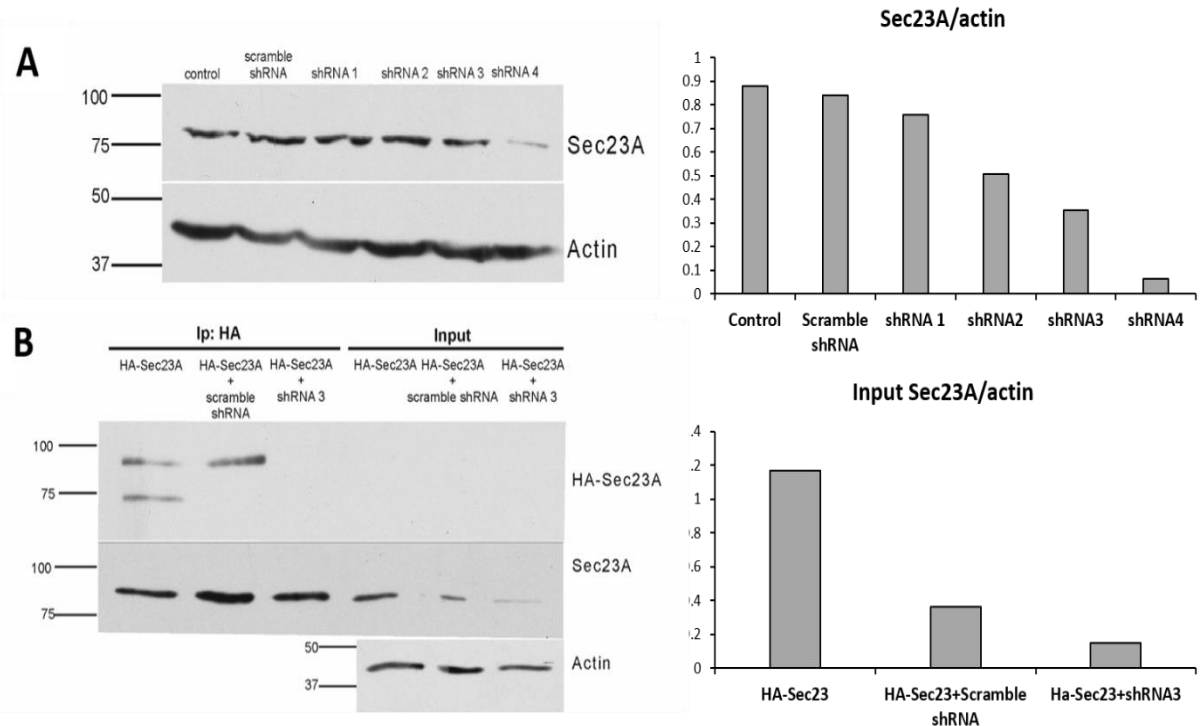 A
control
scramble
shRNA
shRNA 1
shRNA 2
shRNA 3
shRNA 4
100
75
Sec23A
50
37
Actin
Sec23A/actin
1
0.9
0.8
0.7
0.6
0.5
0.4
0.3
0.2
0.1
0
Control
Scramble
shRNA
shRNA 1
shRNA2
shRNA3
shRNA4
B
Ip: HA
Input
HA-Sec23A
HA-Sec23A
+
scramble
shRNA
HA-Sec23A
+
shRNA 3
HA-Sec23A
HA-Sec23A
+
scramble shRNA
HA-Sec23A
+
shRNA 3
100
75
HA-Sec23A
100
75
Sec23A
50
37
Actin
Input Sec23A/actin
.4
.2
1
.8
.6
.4
.2
0
HA-Sec23
HA-Sec23+Scramble
shRNA
Ha-Sec23+shRNA3